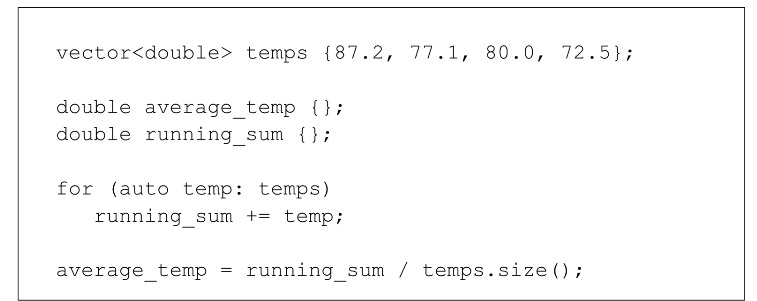 vector<double> temps {87.2, 77.1, 80.0, 72.5};
double average_temp {};
double running_sum {};
for (auto temp: temps)
running_sum += temp;
average_temp = running_sum / temps.size();